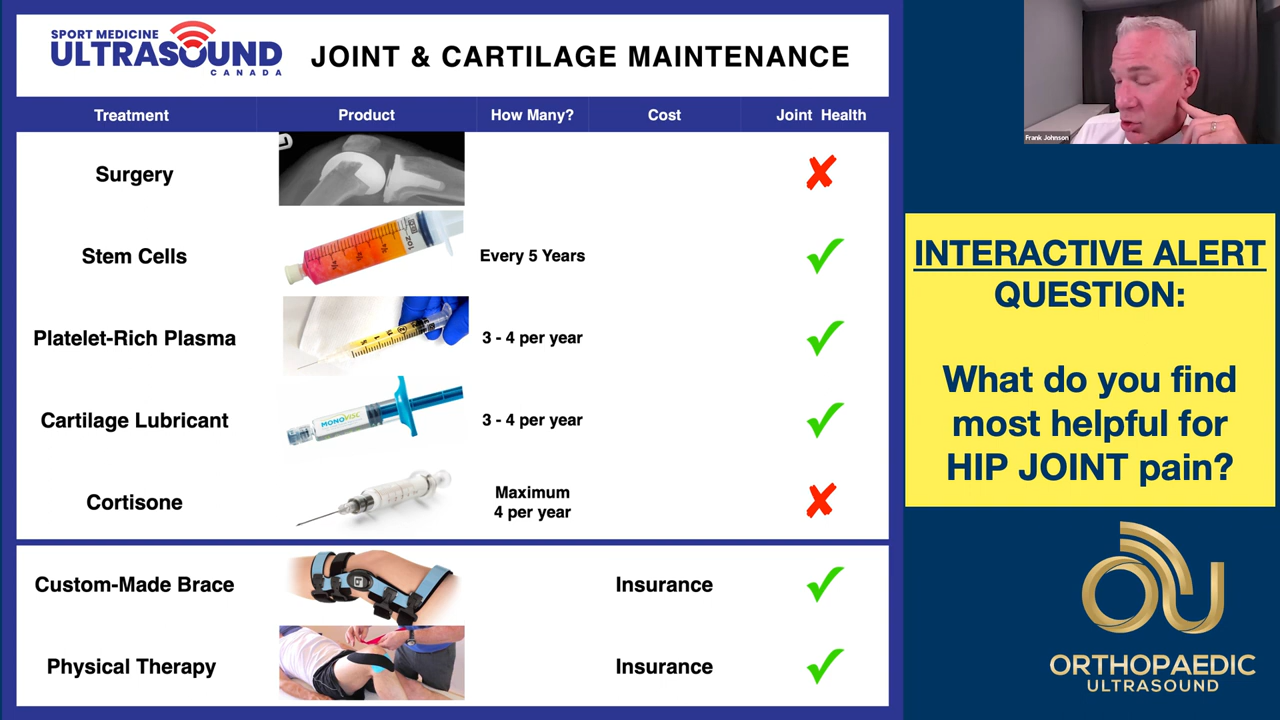 SPORT MEDICINE
ULTRASOUND
CANADA
JOINT & CARTILAGE MAINTENANCE
Treatment Product How Many? Cost Joint Health
Surgery
Stem Cells Every 5 Years
Platelet-Rich Plasma 3 - 4 per year
Cartilage Lubricant MONOVISC 3 - 4 per year
Cortisone Maximum
4 per year
Custom-Made Brace Insurance
Physical Therapy Insurance
Frank Johnson
INTERACTIVE ALERT
QUESTION:
What do you find
most helpful for
HIP JOINT pain?
OU
ORTHOPAEDIC
ULTRASOUND